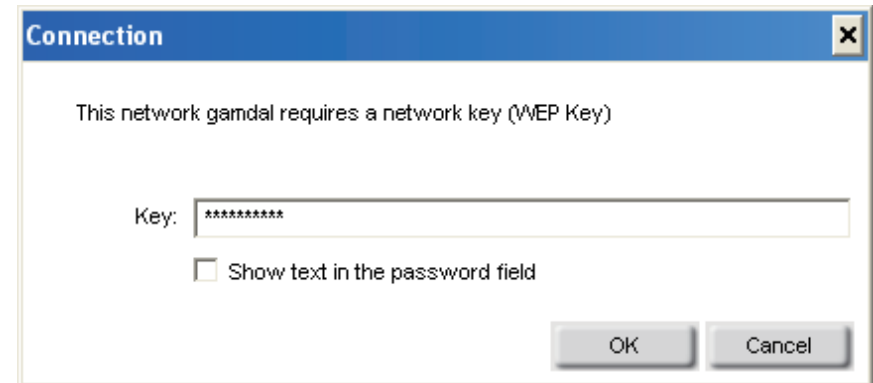 Connection
This network gamdal requires a network key (WEP Key)
Key: **********
Show text in the password field
OK Cancel